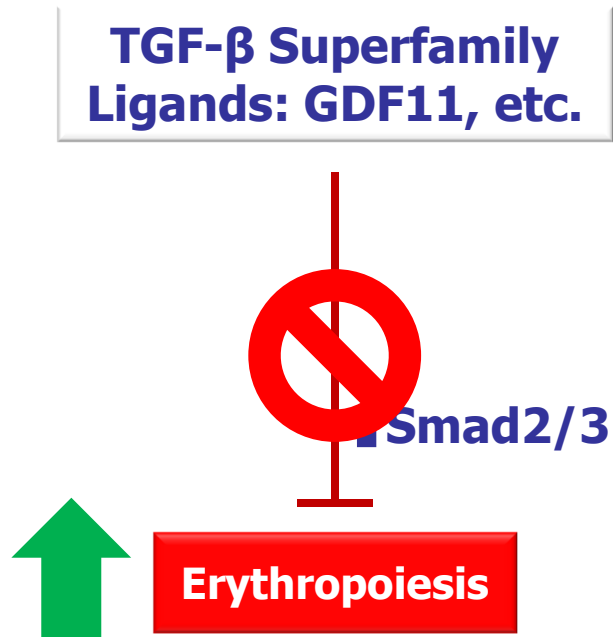 TGF-β Superfamily
Ligands: GDF11, etc.
Smad2/3
Erythropoiesis